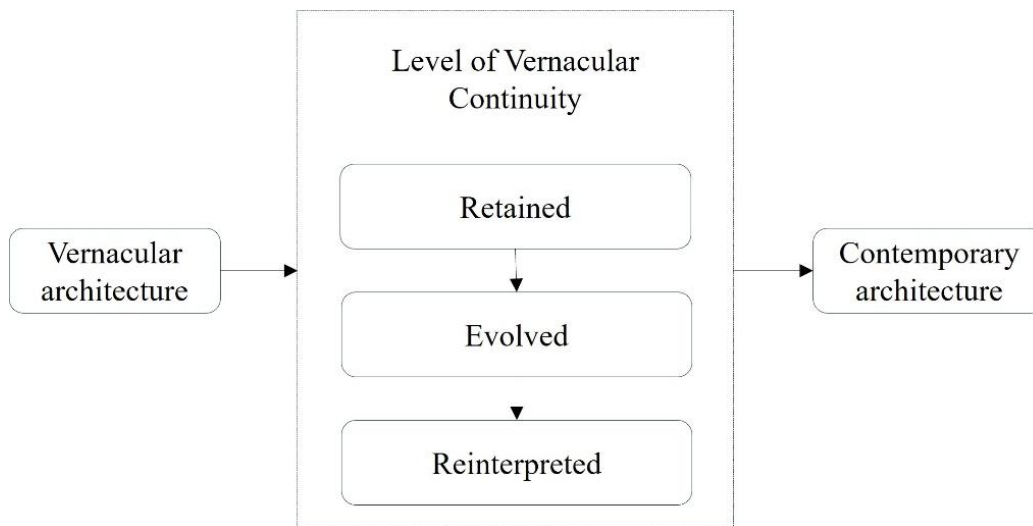 Level of Vernacular
Continuity
Retained
Vernacular
architecture
Contemporary
architecture
Evolved
Reinterpreted